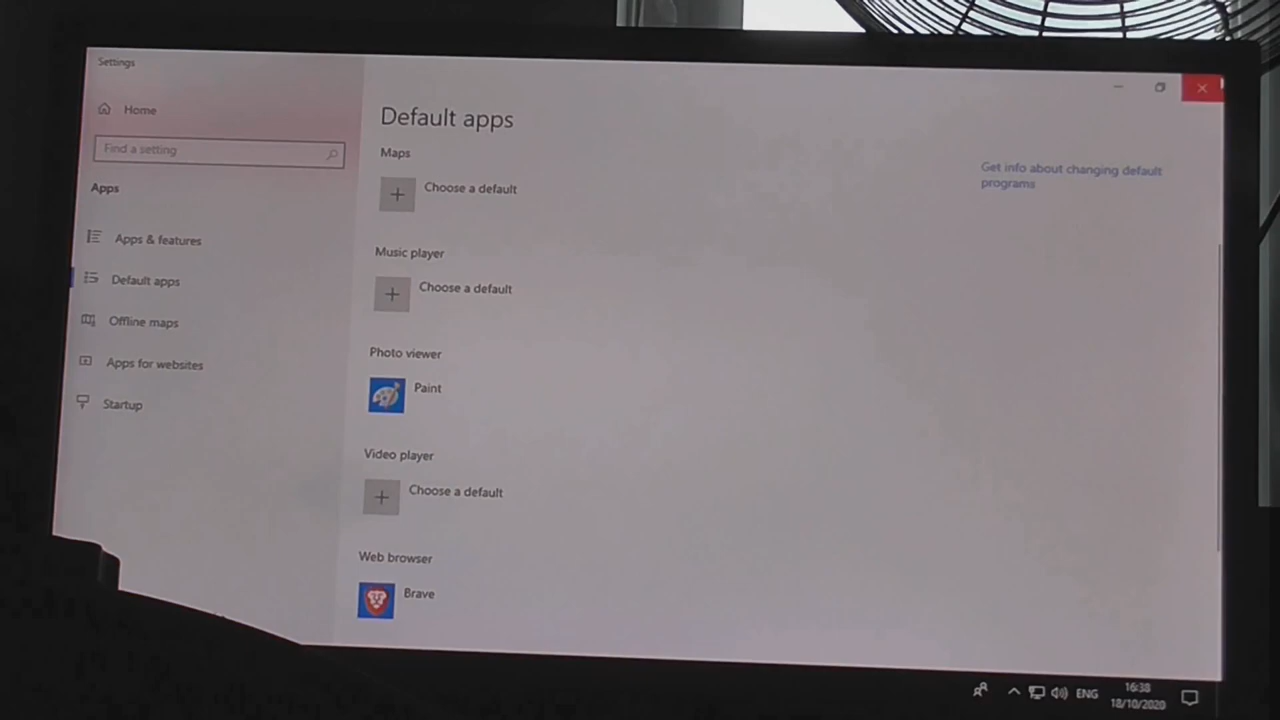 Settings
Home
Find a setting
Apps
Apps & features
Default apps
Offline maps
Apps for websites
Startup
Default apps
Maps
Choose a default
Music player
Choose a default
Photo viewer
Paint
Video player
Choose a default
Web browser
Brave
Get info about changing default
programs
ENG
16:38
18/10/2020